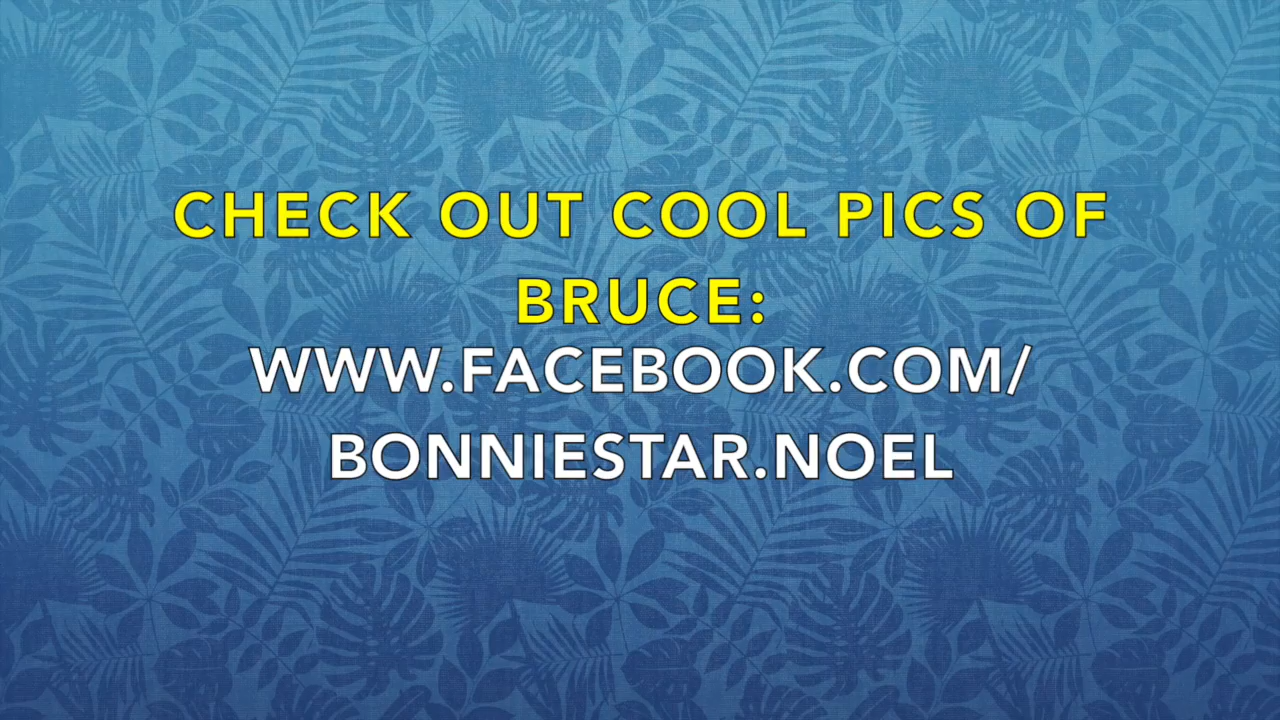 CHECK OUT COOL PICS OF
BRUCE:
WWW.FACEBOOK.COM/
BONNIESTAR.NOEL